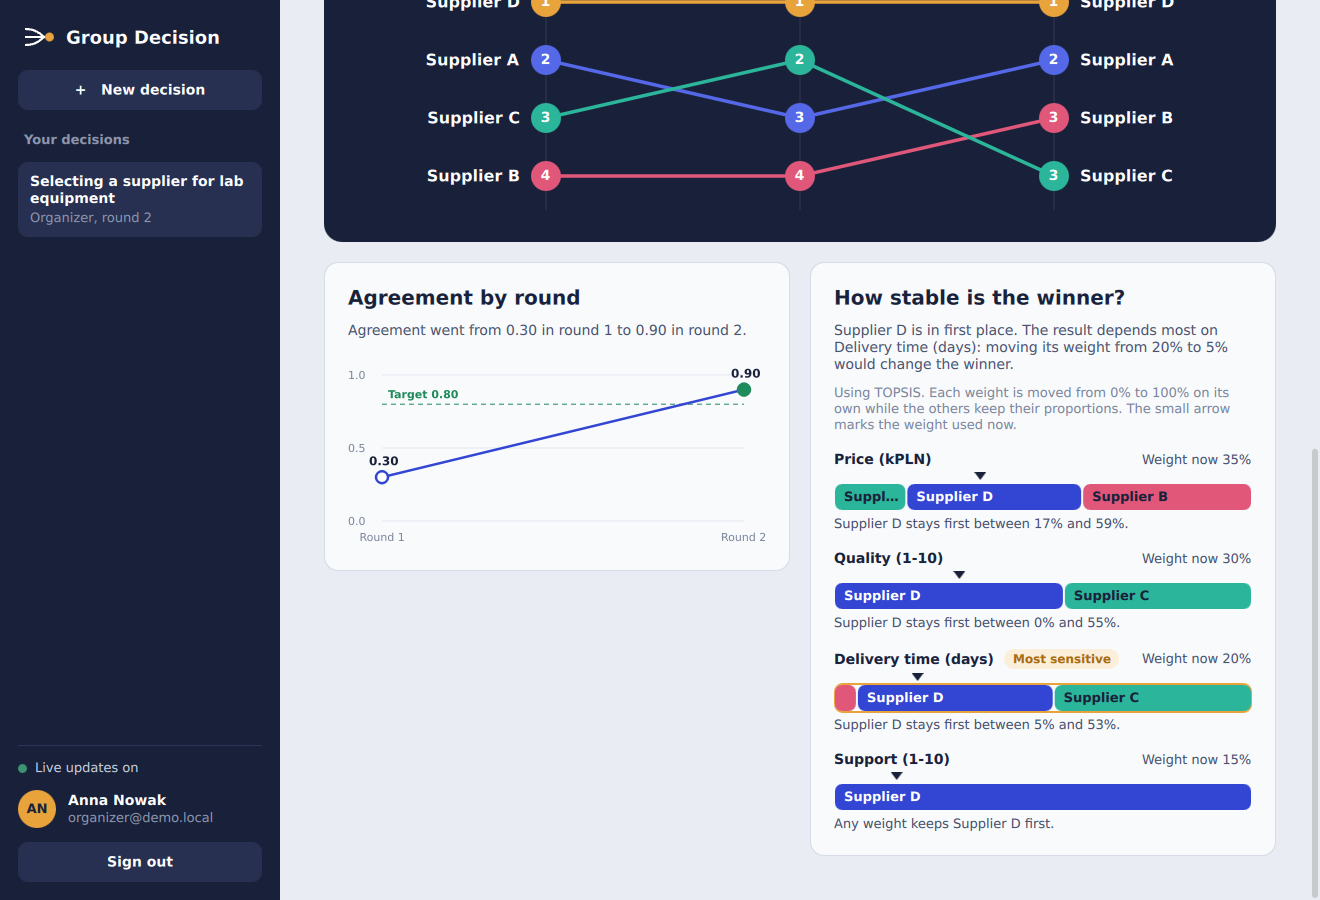 Group Decision
+ New decision
Your decisions
Selecting a supplier for lab
equipment
Organizer, round 2
Live updates on
AN
Anna Nowak
organizer@demo.local
Sign out
Supplier D 1 1 1 Supplier D
Supplier A 2 2 2 Supplier A
Supplier C 3 3 3 Supplier B
Supplier B 4 4 3 Supplier C
Agreement by round
Agreement went from 0.30 in round 1 to 0.90 in round 2.
0.90
1.0
Target 0.80
0.5
0.30
0.0
Round 1 Round 2
How stable is the winner?
Supplier D is in first place. The result depends most on
Delivery time (days): moving its weight from 20% to 5%
would change the winner.
Using TOPSIS. Each weight is moved from 0% to 100% on its
own while the others keep their proportions. The small arrow
marks the weight used now.
Price (kPLN) Weight now 35%
Suppl... Supplier D Supplier B
Supplier D stays first between 17% and 59%.
Quality (1-10) Weight now 30%
Supplier D Supplier C
Supplier D stays first between 0% and 55%.
Delivery time (days) Most sensitive Weight now 20%
Supplier D Supplier C
Supplier D stays first between 5% and 53%.
Support (1-10) Weight now 15%
Supplier D
Any weight keeps Supplier D first.